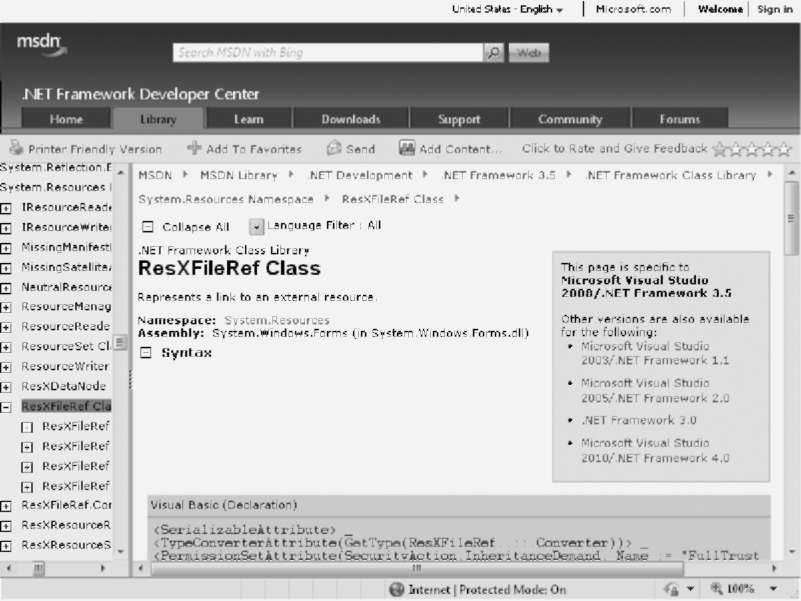 United States - English Microsoft.com Welcome Sign in
msdn
Search MSDN with Bing Web
.NET Framework Developer Center
Home Library Learn Downloads Support Community Forums
Printer Friendly Version Add To Favorites Send Add Content... Click to Rate and Give Feedback
System.Reflection.E
System.Resources
IResourceReade
IResourceWrite
MissingManifest
MissingSatellite
NeutralResource
ResourceManag
ResourceReade
ResourceSet Cl
ResourceWriter
ResXDataNode
ResXFileRef Cla
ResXFileRef
ResXFileRef
ResXFileRef
ResXFileRef
ResXFileRef.Cor
ResXResourceR
ResXResourceS
MSDN MSDN Library .NET Development .NET Framework 3.5 .NET Framework Class Library
System.Resources Namespace ResXFileRef Class
Collapse All Language Filter : All
.NET Framework Class Library
ResXFileRef Class
Represents a link to an external resource.
Namespace: System.Resources
Assembly: System.Windows.Forms (in System.Windows.Forms.dll)
Syntax
This page is specific to
Microsoft Visual Studio
2008/.NET Framework 3.5
Other versions are also available
for the following:
• Microsoft Visual Studio
2003/.NET Framework 1.1
• Microsoft Visual Studio
2005/.NET Framework 2.0
• .NET Framework 3.0
• Microsoft Visual Studio
2010/.NET Framework 4.0
Visual Basic (Declaration)
<SerializableAttribute> _
<TypeConverterAttribute(GetType(ResXFileRef..::.Converter))> _
<PermissionSetAttribute(SecurityAction.InheritanceDemand, Name := "FullTrust
Internet | Protected Mode: On 100%